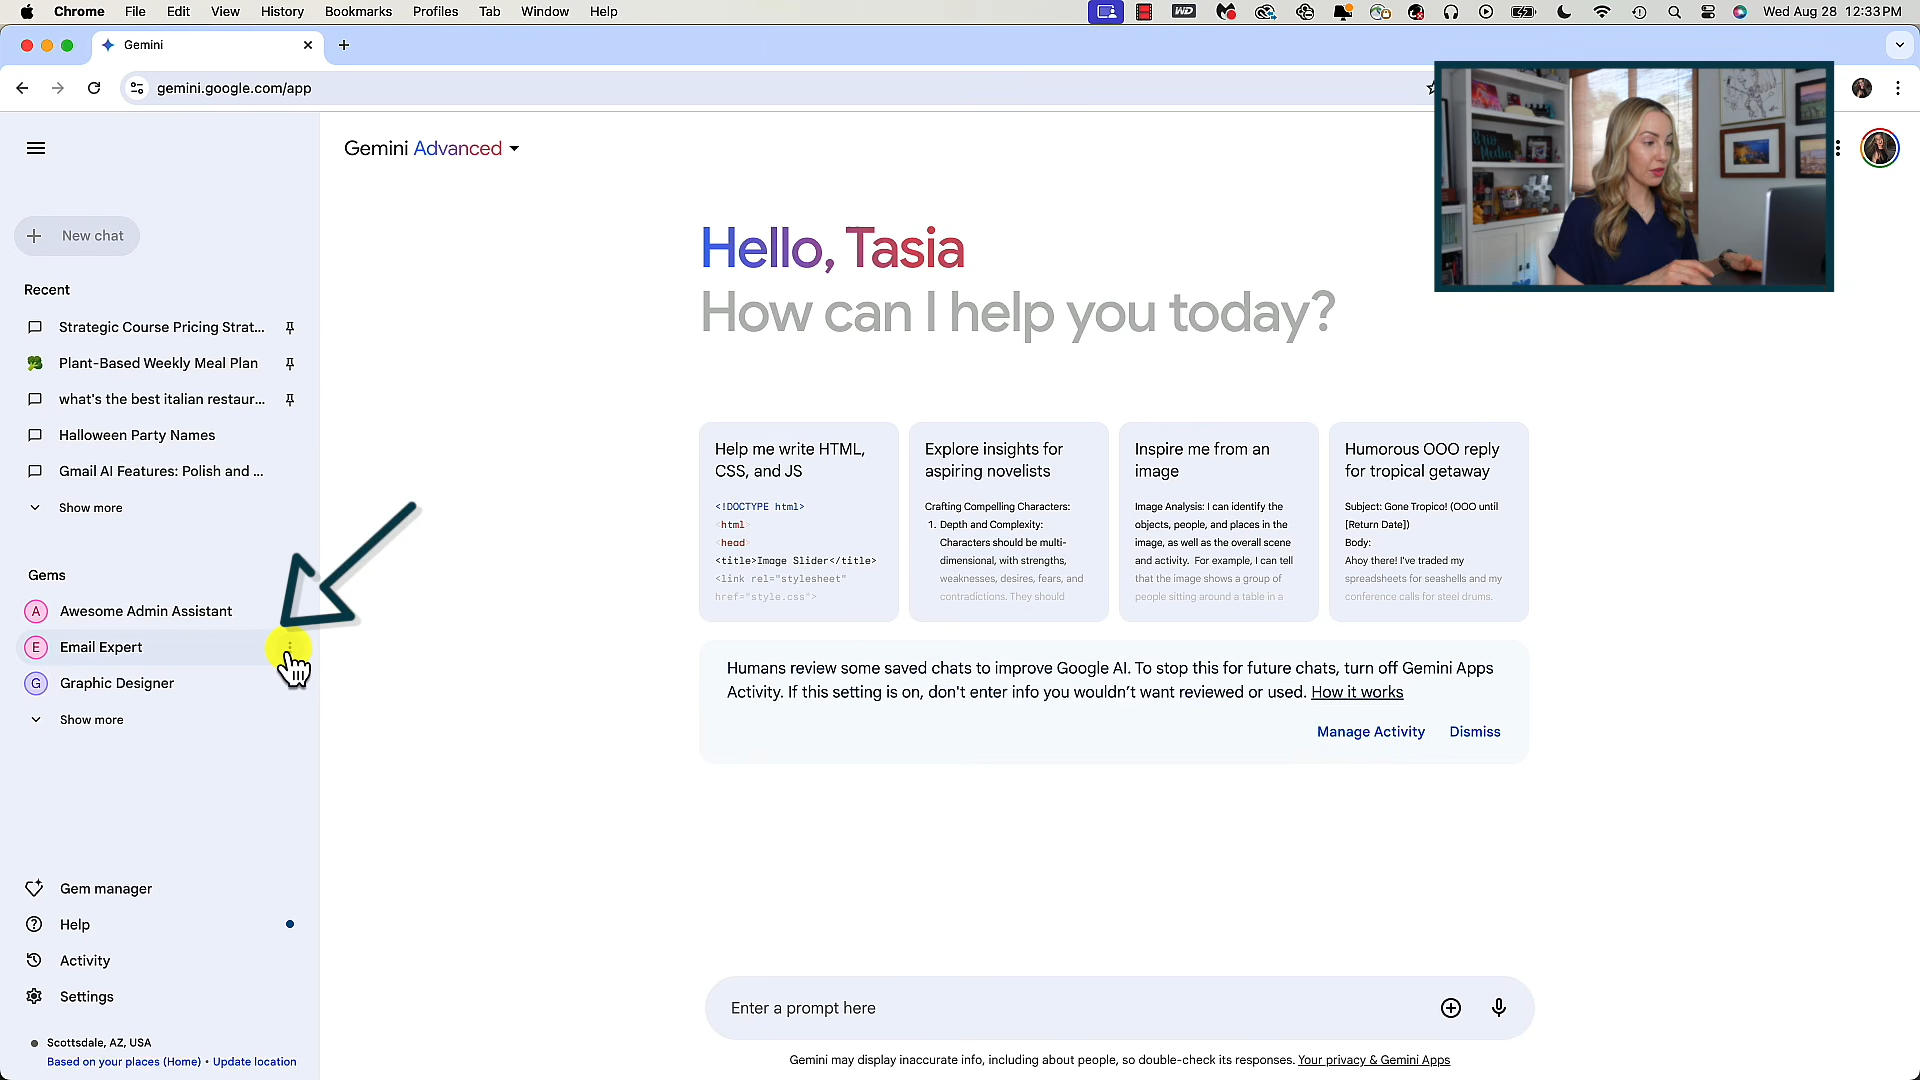 Chrome File Edit View History Bookmarks Profiles Tab Window Help
WD
Wed Aug 28 12:33 PM
Gemini
gemini.google.com/app
Gemini Advanced
New chat
Recent
Strategic Course Pricing Strat...
Plant-Based Weekly Meal Plan
what's the best italian restaur...
Halloween Party Names
Gmail AI Features: Polish and ...
Show more
Gems
A Awesome Admin Assistant
E Email Expert
G Graphic Designer
Show more
Gem manager
Help
Activity
Settings
Scottsdale, AZ, USA
Based on your places (Home) • Update location
Hello, Tasia
How can I help you today?
Help me write HTML,
CSS, and JS
<!DOCTYPE html>
<html>
<head>
<title>Image Slider</title>
<link rel="stylesheet"
href="style.css">
Explore insights for
aspiring novelists
Crafting Compelling Characters:
1. Depth and Complexity:
Characters should be multi-
dimensional, with strengths,
weaknesses, desires, fears, and
contradictions. They should
Inspire me from an
image
Image Analysis: I can identify the
objects, people, and places in the
image, as well as the overall scene
and activity. For example, I can tell
that the image shows a group of
people sitting around a table in a
Humorous OOO reply
for tropical getaway
Subject: Gone Tropico! (OOO until
[Return Date])
Body:
Ahoy there! I've traded my
spreadsheets for seashells and my
conference calls for steel drums.
Humans review some saved chats to improve Google AI. To stop this for future chats, turn off Gemini Apps
Activity. If this setting is on, don't enter info you wouldn't want reviewed or used. How it works
Manage Activity Dismiss
Enter a prompt here
Gemini may display inaccurate info, including about people, so double-check its responses. Your privacy & Gemini Apps